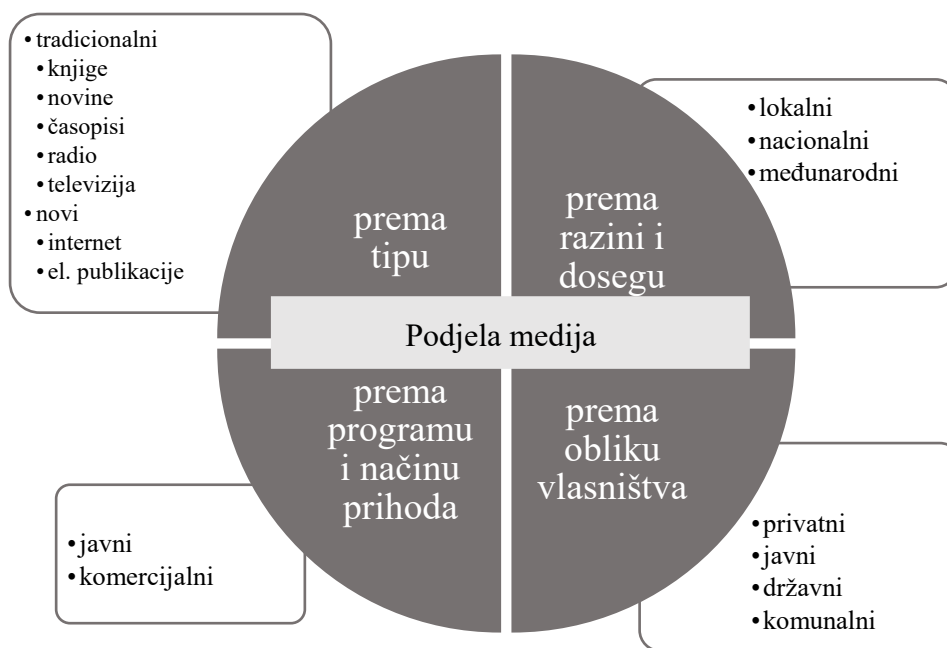 • tradicionalni
• knjige
• novine
• časopisi
• radio
• televizija
• novi
• internet
• el. publikacije
prema
tipu
prema
razini i
dosegu
• lokalni
• nacionalni
• međunarodni
Podjela medija
prema
programu
i načinu
prihoda
• javni
• komercijalni
prema
obliku
vlasništva
• privatni
• javni
• državni
• komunalni